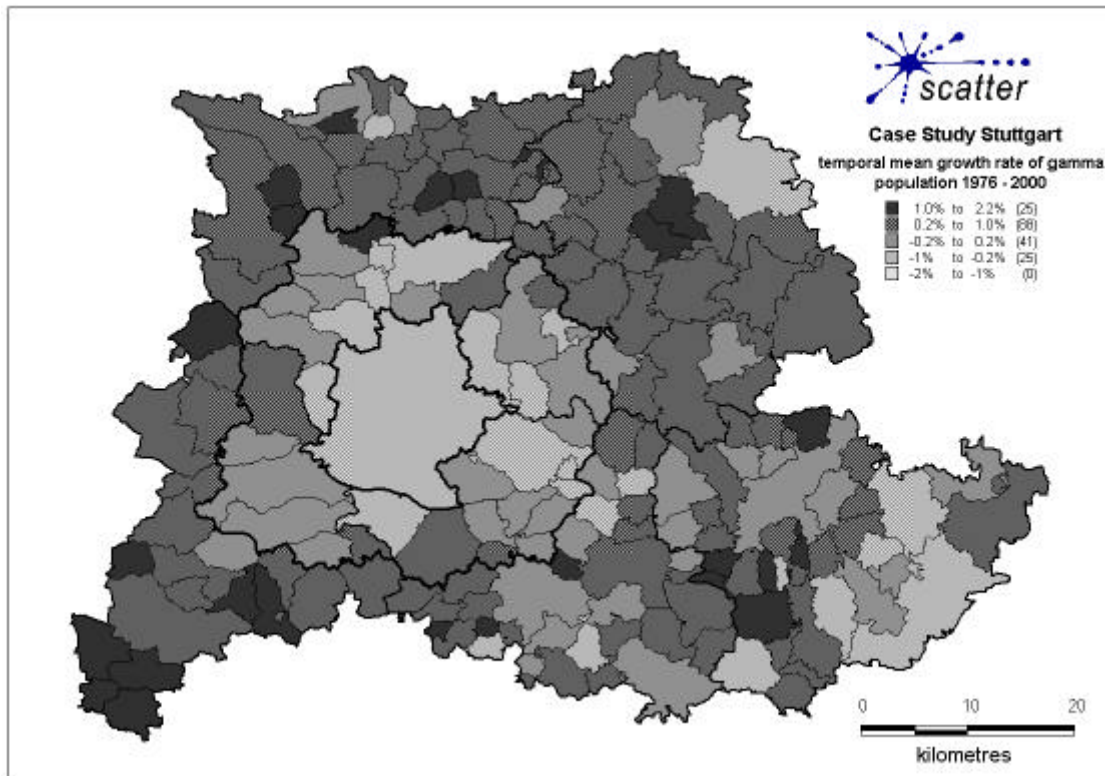 scatter
Case Study Stuttgart
temporal mean growth rate of gamma
population 1976 - 2000
1.0% to 2.2% (25)
0.2% to 1.0% (88)
-0.2% to 0.2% (41)
-1% to -0.2% (25)
-2% to -1% (0)
0 10 20
kilometres